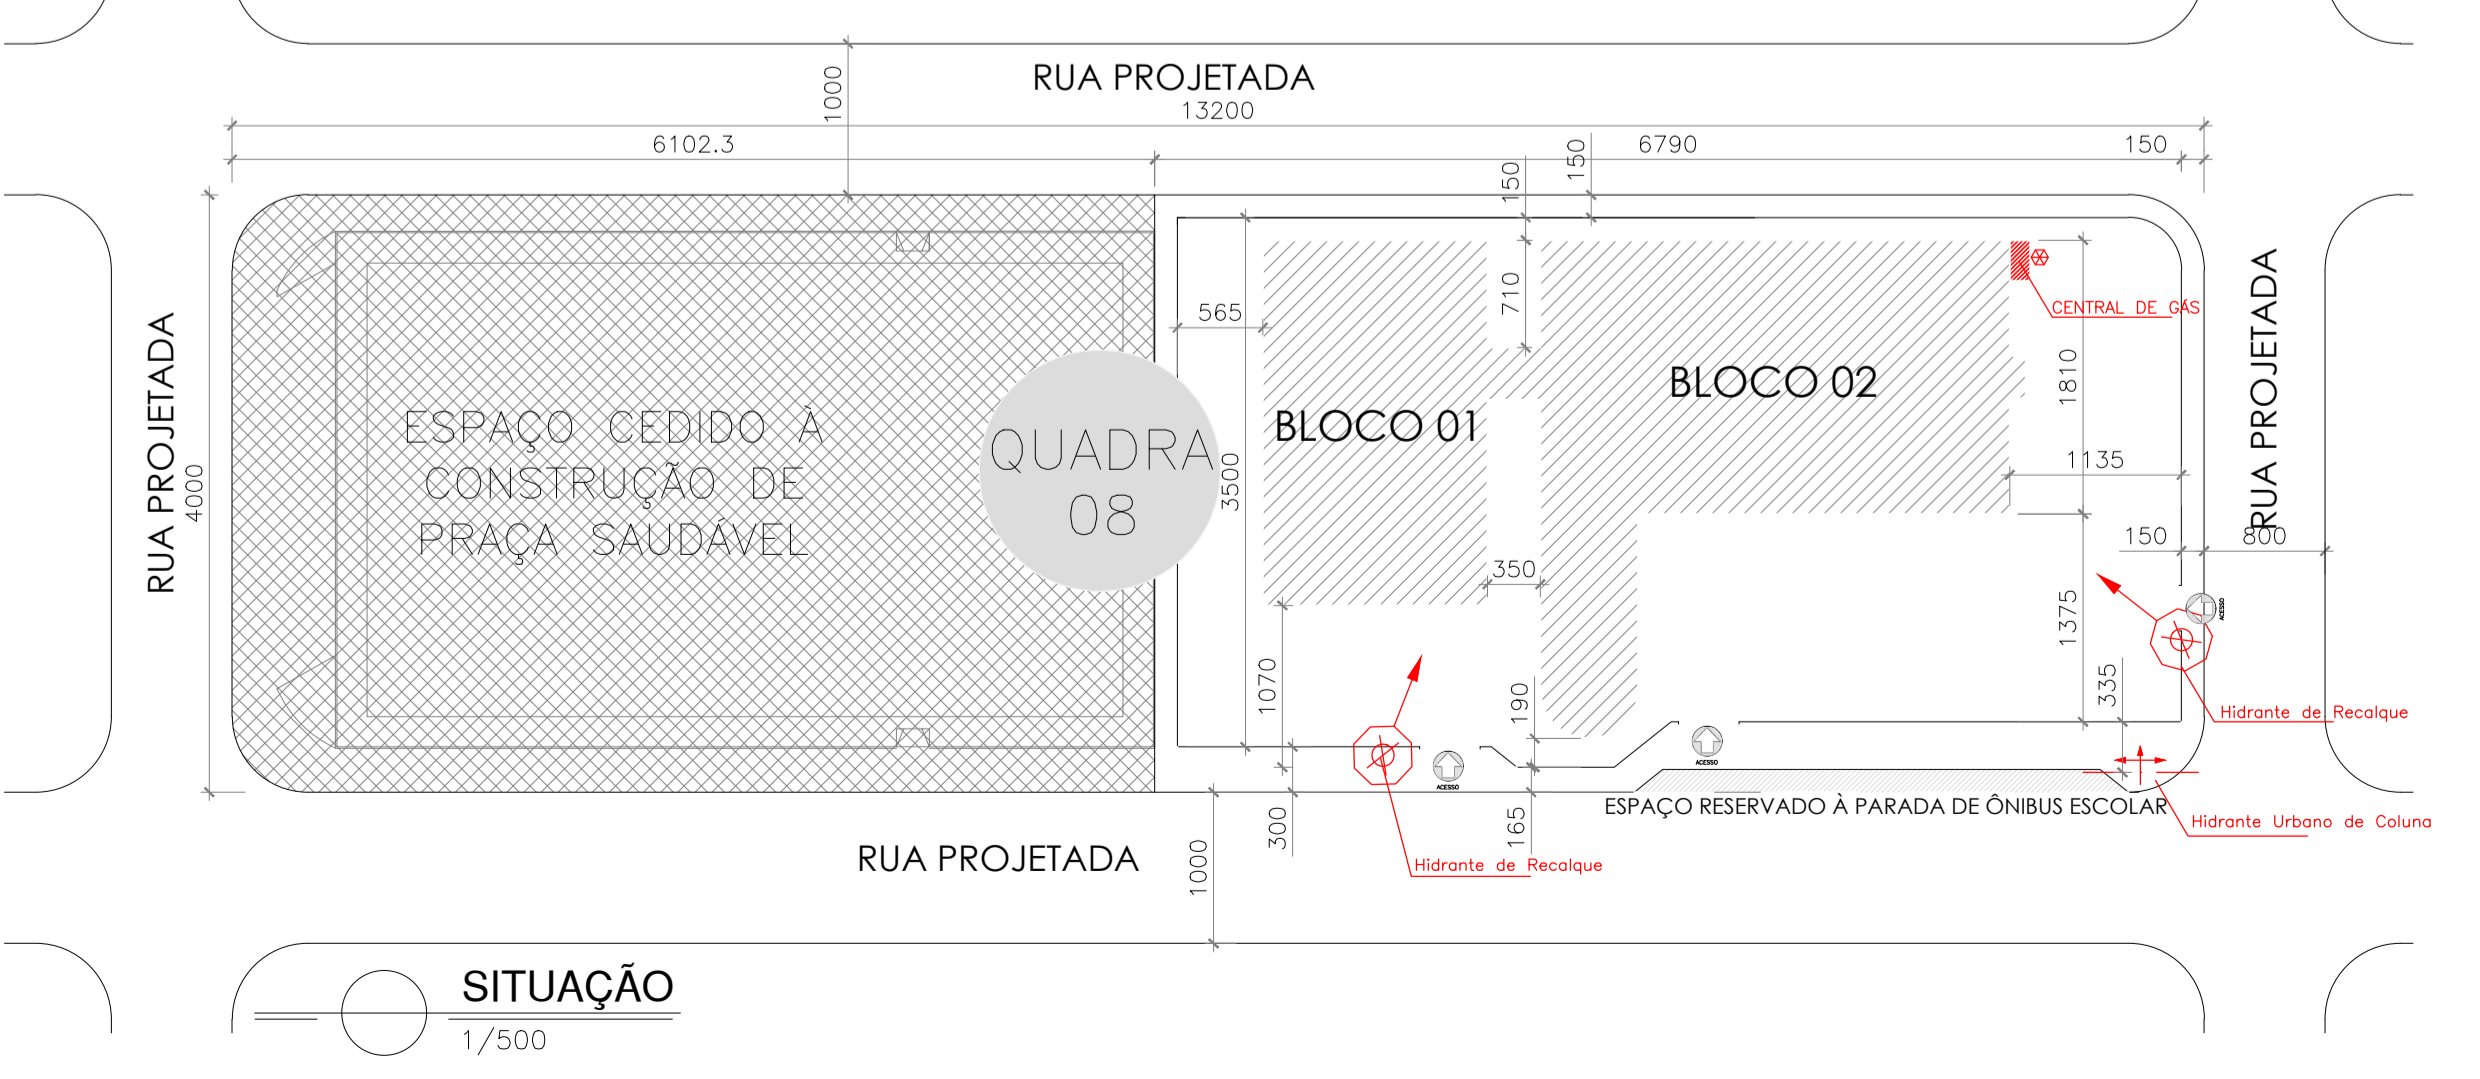 RUA PROJETADA
13200
1000
6102.3
6790
150
150
150
710
565
CENTRAL DE GÁS
1810
RUA PROJETADA
4000
RUA PROJETADA
BLOCO 01
BLOCO 02
ESPAÇO CEDIDO À
CONSTRUÇÃO DE
PRAÇA SAUDÁVEL
QUADRA
08
3500
1135
150
800
350
1375
1070
190
335
ACESSO
Hidrante de Recalque
ACESSO
ACESSO
ESPAÇO RESERVADO À PARADA DE ÔNIBUS ESCOLAR
300
165
Hidrante Urbano de Coluna
RUA PROJETADA
1000
Hidrante de Recalque
SITUAÇÃO
1/500